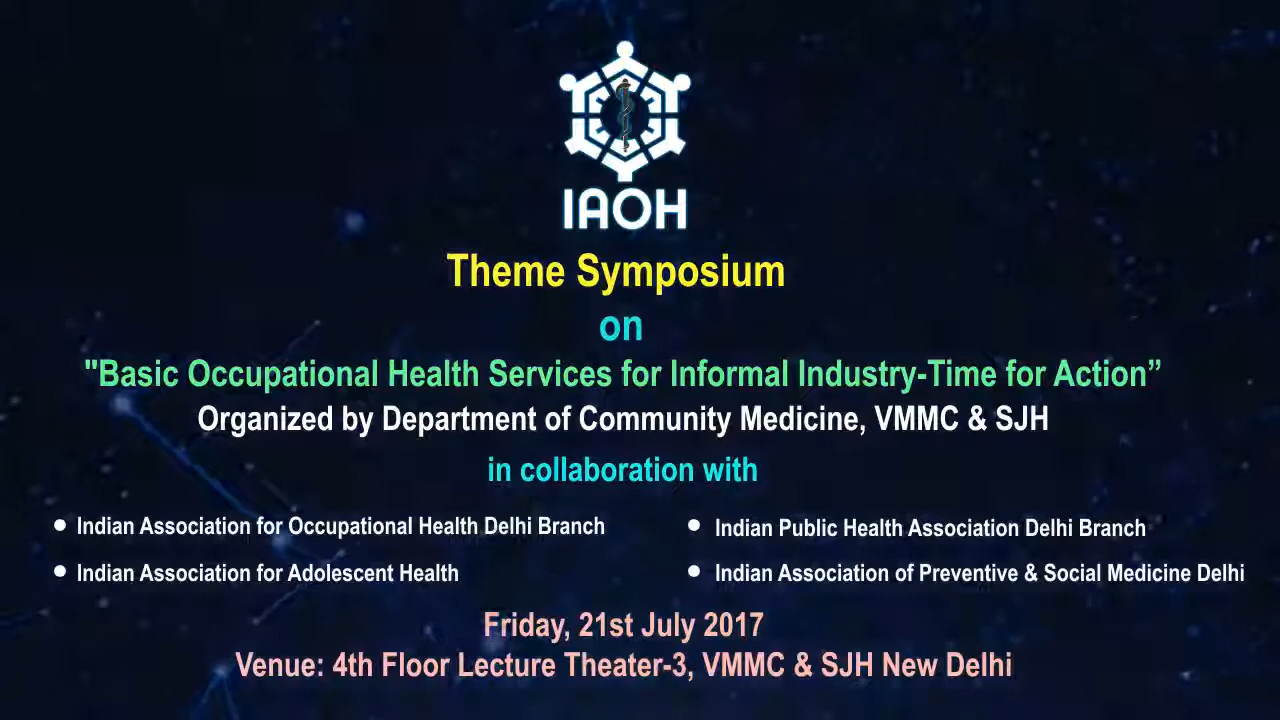 IAOH
Theme Symposium
on
"Basic Occupational Health Services for Informal Industry-Time for Action”
Organized by Department of Community Medicine, VMMC & SJH
in collaboration with
• Indian Association for Occupational Health Delhi Branch
• Indian Public Health Association Delhi Branch
• Indian Association for Adolescent Health
• Indian Association of Preventive & Social Medicine Delhi
Friday, 21st July 2017
Venue: 4th Floor Lecture Theater-3, VMMC & SJH New Delhi